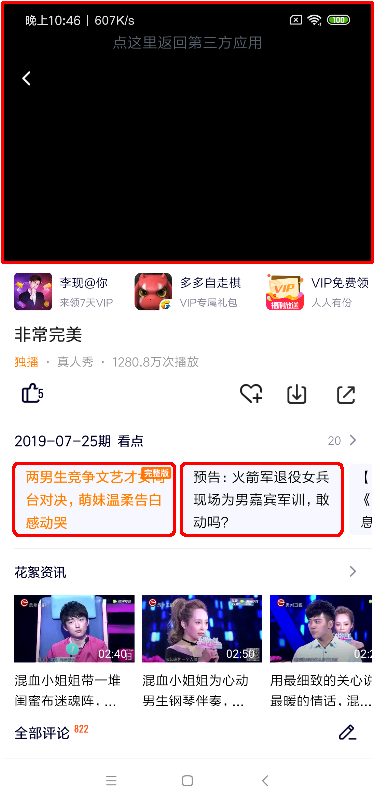 晚上10:46 | 607K/s
100
点这里返回第三方应用
李现@你
来领7天VIP
多多自走棋
VIP专属礼包
VIP
VIP免费领
人人有份
非常完美
独播 · 真人秀 · 1280.8万次播放
5
2019-07-25期 看点
20
两男生竞争文艺才女同
完整版
台对决，萌妹温柔告白
感动哭
预告：火箭军退役女兵
现场为男嘉宾军训，敢
动吗？
【
《
息
花絮资讯
02:40
02:50
混血小姐姐带一堆
闺蜜布迷魂阵，...
混血小姐姐为心动
男生钢琴伴奏，...
用最细致的关心说
最暖的情话，混...
全部评论 822